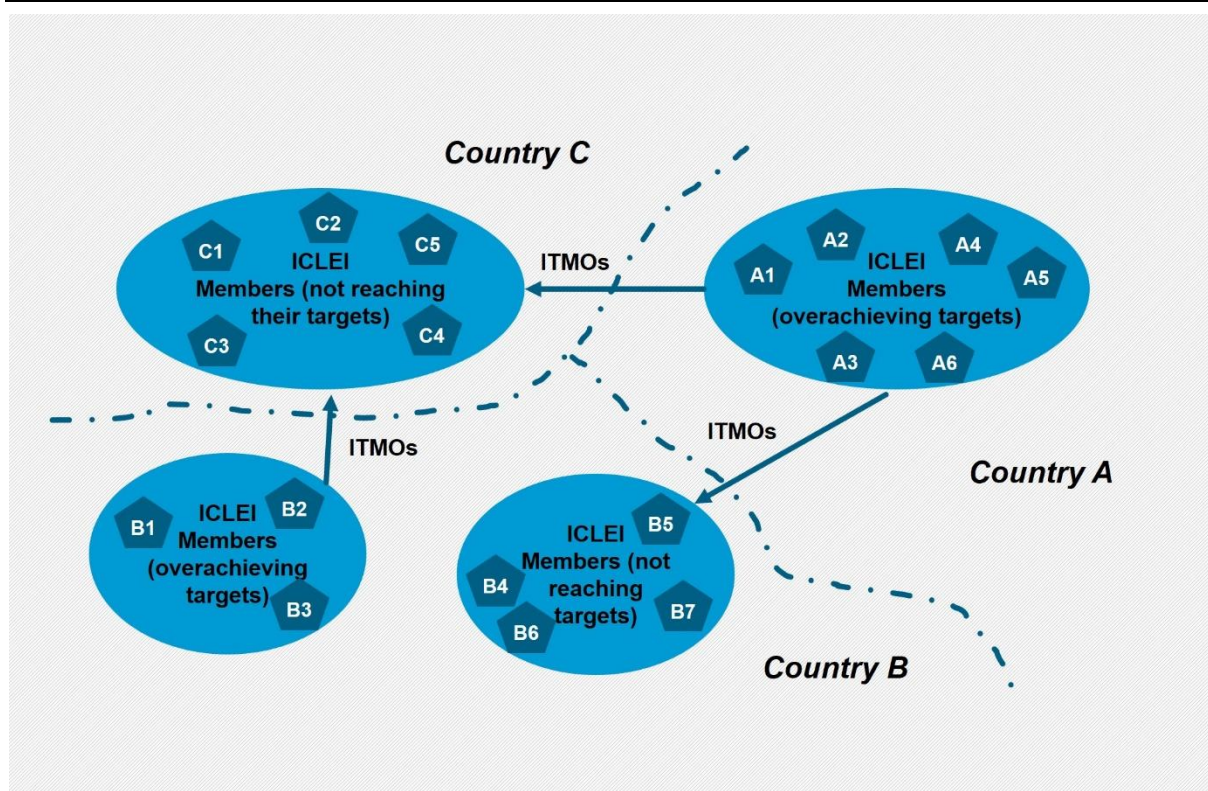 Country C
C1
C2
C5
ICLEI
Members (not reaching
their targets)
C3
C4
ITMOs
A1
A2
A4
A5
ICLEI
Members
(overachieving targets)
A3
A6
ITMOs
ITMOs
Country A
B1
B2
ICLEI
Members
(overachieving
targets)
B3
B5
ICLEI
Members (not
reaching
targets)
B4
B6
B7
Country B